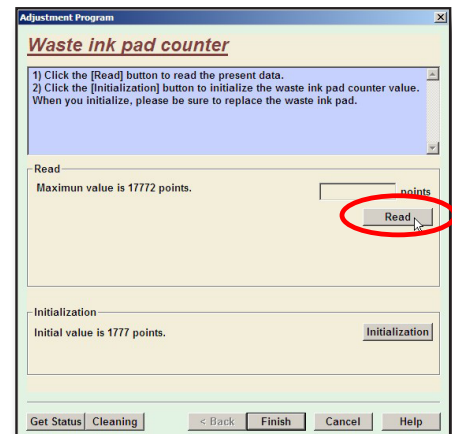 Adjustment Program
Waste ink pad counter
1) Click the [Read] button to read the present data.
2) Click the [Initialization] button to initialize the waste ink pad counter value.
When you initialize, please be sure to replace the waste ink pad.
Read
Maximun value is 17772 points.
points
Read
Initialization
Initial value is 1777 points.
Initialization
Get Status Cleaning < Back Finish Cancel Help